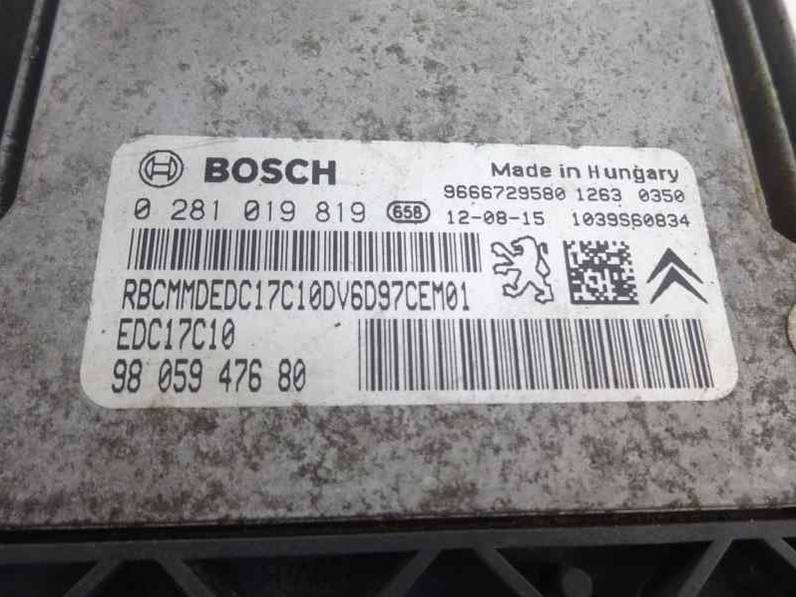 BOSCH
Made in Hungary
9666729580 1263 0350
0 281 019 819 658 12-08-15 1039S60834
RBCMMDEDC17C10DV6D97CEM01
EDC17C10
98 059 476 80